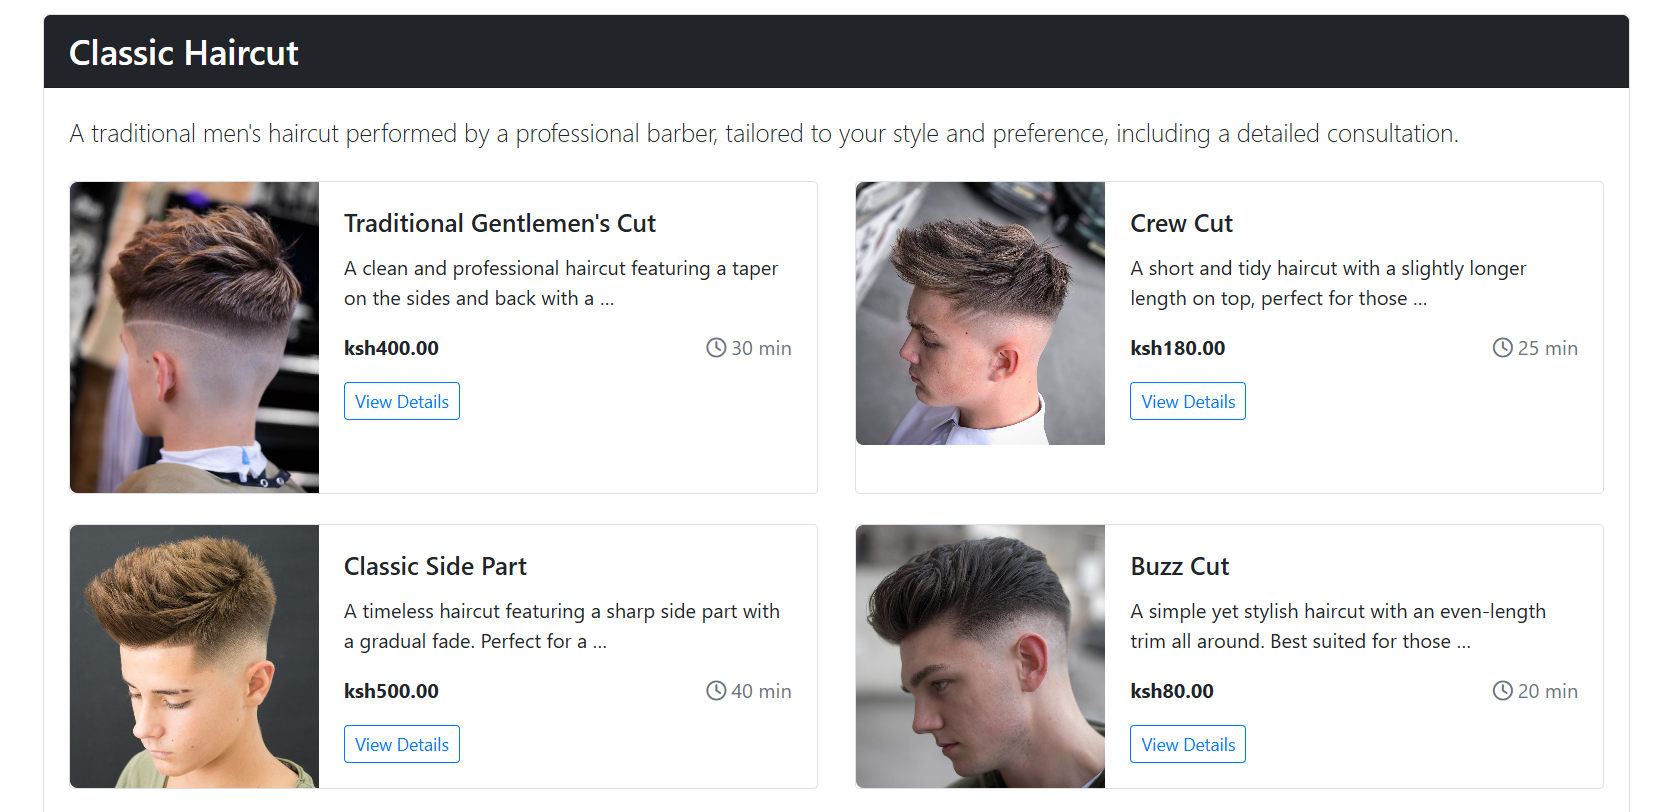 Classic Haircut
A traditional men's haircut performed by a professional barber, tailored to your style and preference, including a detailed consultation.
Traditional Gentlemen's Cut
A clean and professional haircut featuring a taper
on the sides and back with a ...
ksh400.00
30 min
View Details
Crew Cut
A short and tidy haircut with a slightly longer
length on top, perfect for those ...
ksh180.00
25 min
View Details
Classic Side Part
A timeless haircut featuring a sharp side part with
a gradual fade. Perfect for a ...
ksh500.00
40 min
View Details
Buzz Cut
A simple yet stylish haircut with an even-length
trim all around. Best suited for those ...
ksh80.00
20 min
View Details